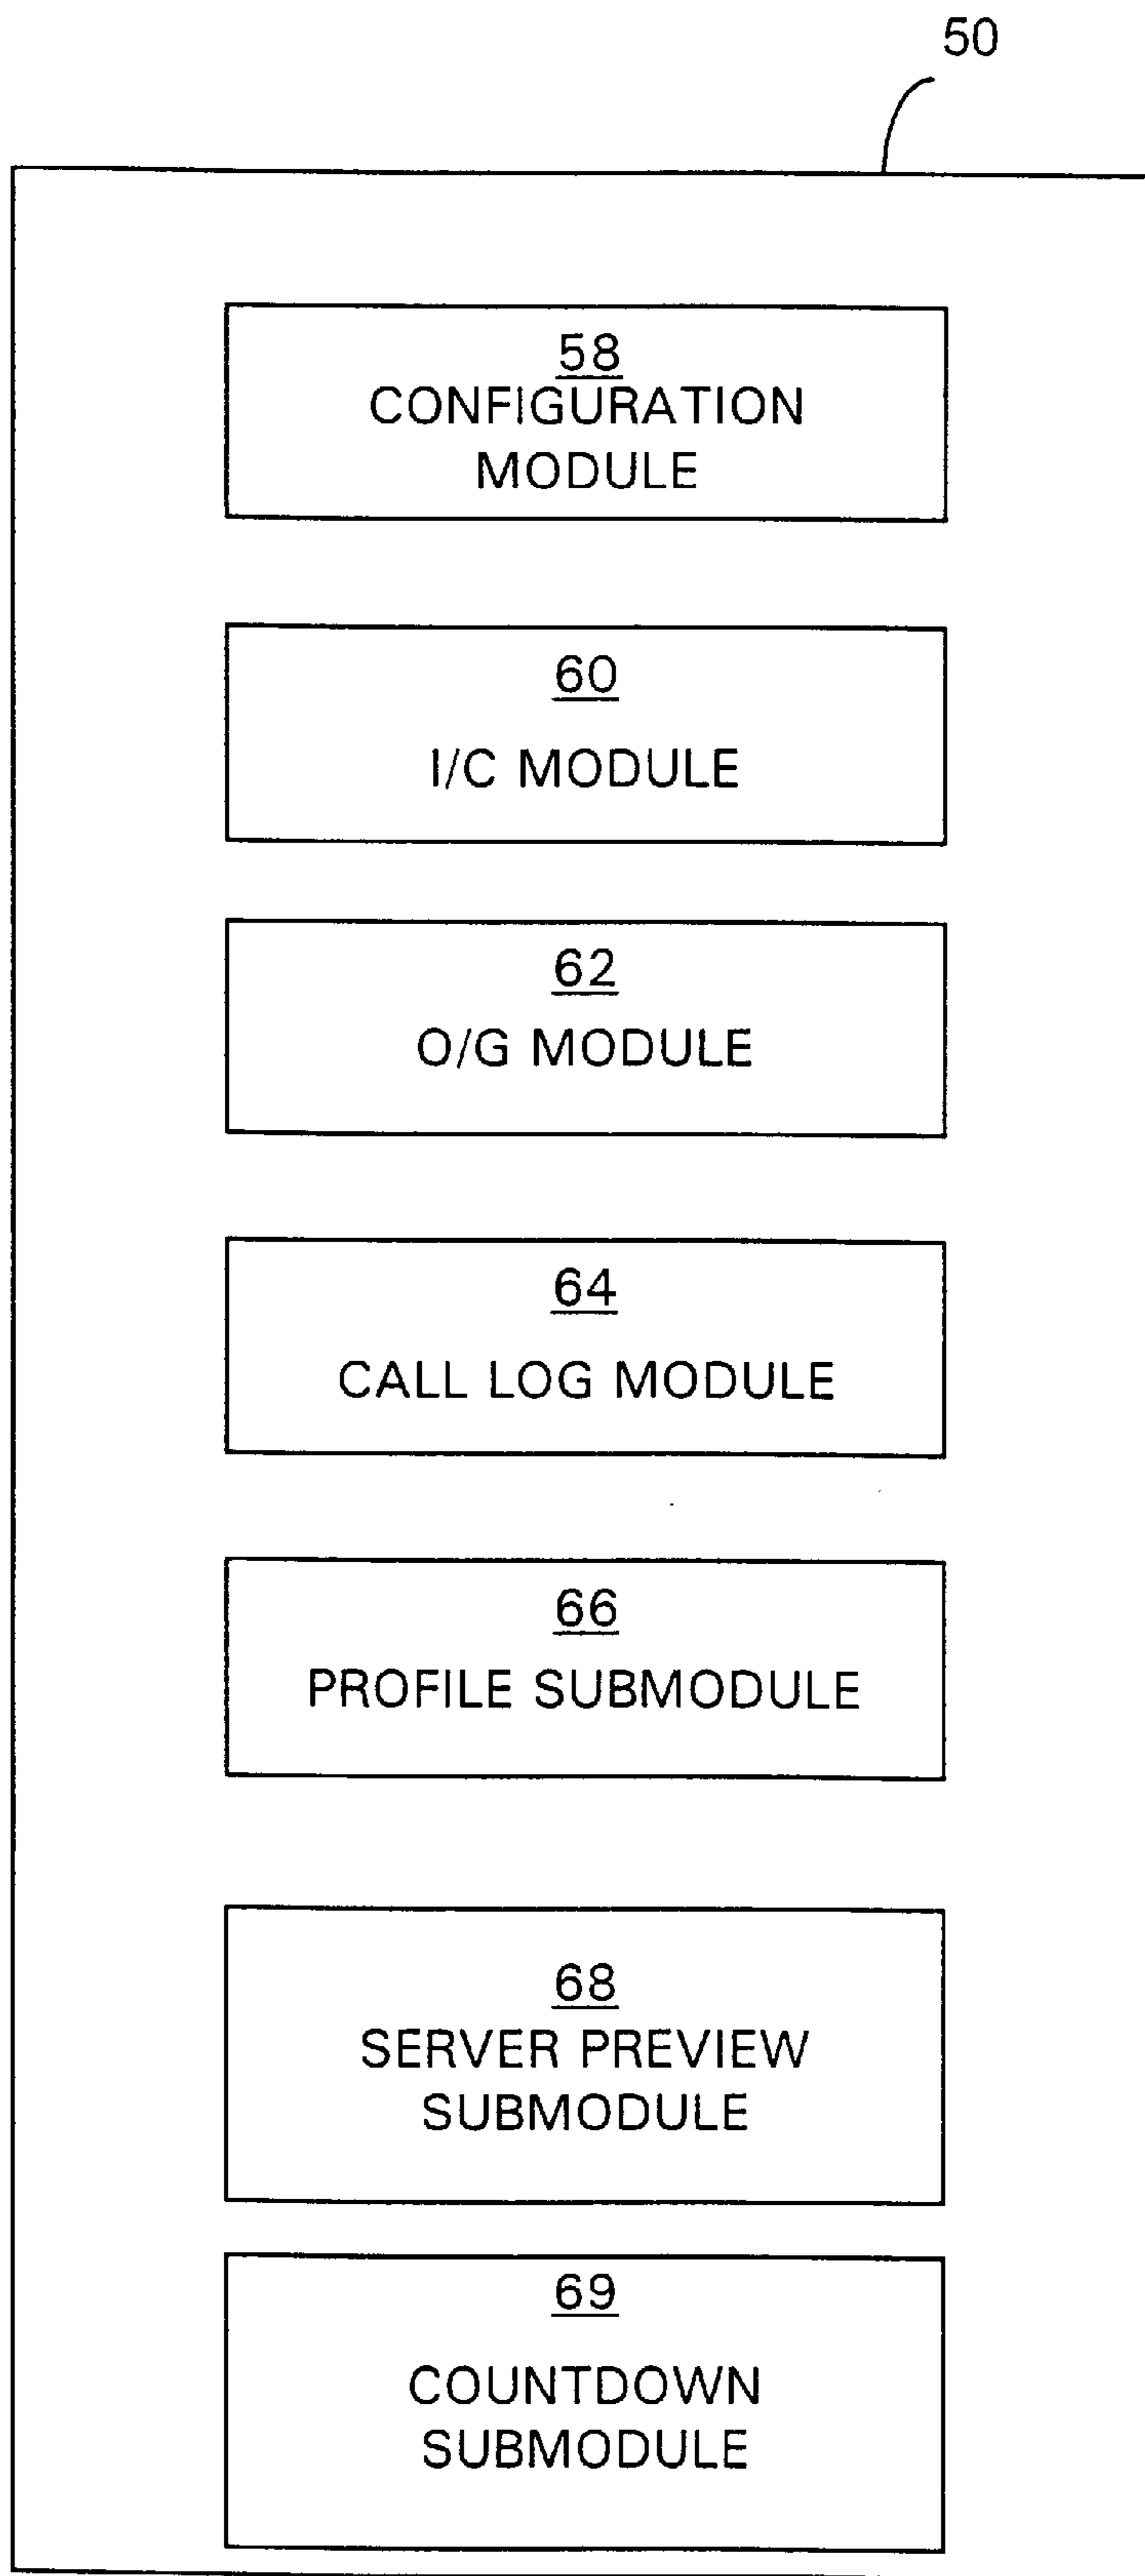 50
58
CONFIGURATION
MODULE
60
I/C MODULE
62
O/G MODULE
64
CALL LOG MODULE
66
PROFILE SUBMODULE
68
SERVER PREVIEW
SUBMODULE
69
COUNTDOWN
SUBMODULE